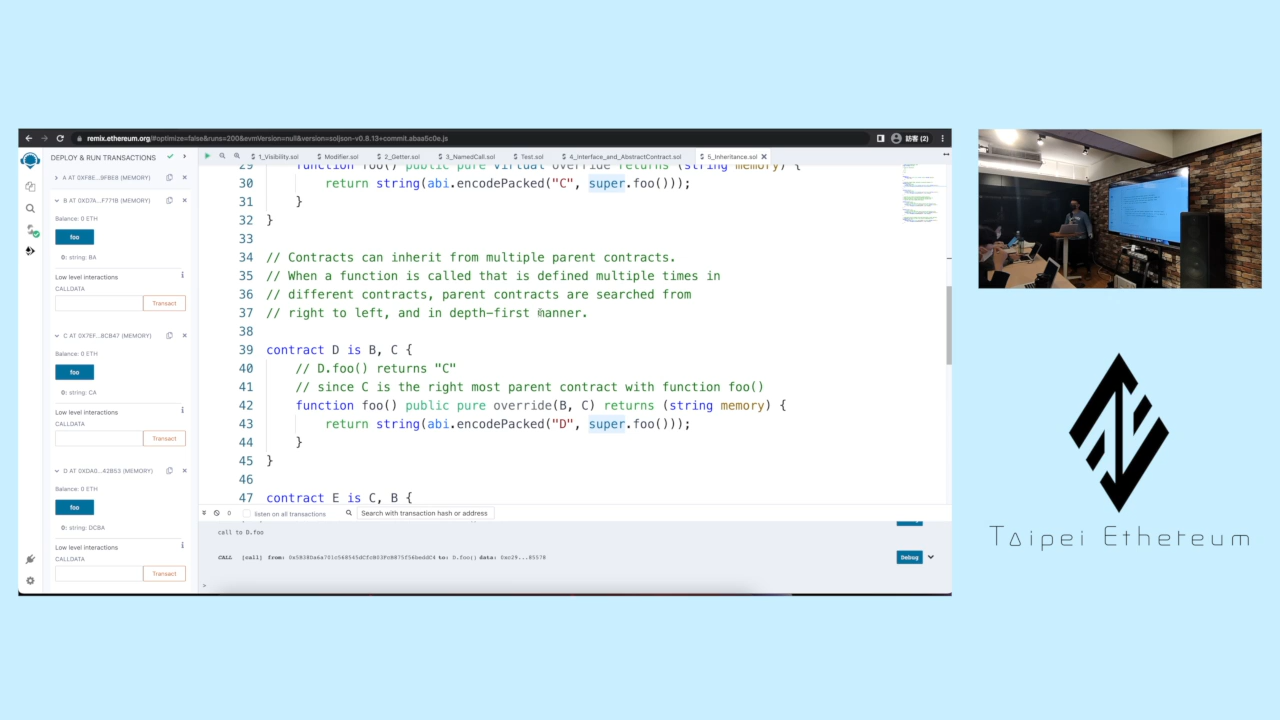 remix.ethereum.org/#optimize=false&runs=200&evmVersion=null&version=soljson-v0.8.13+commit.abaa5c0e.js
訪客 (2)
DEPLOY & RUN TRANSACTIONS
1_Visibility.sol
Modifier.sol
2_Getter.sol
3_NamedCall.sol
Test.sol
4_Interface_and_AbstractContract.sol
5_Inheritance.sol
A AT 0XF8E...9FBE8 (MEMORY)
B AT 0XD7A...F771B (MEMORY)
Balance: 0 ETH
foo
0: string: BA
Low level interactions
CALLDATA
Transact
C AT 0X7EF...8CB47 (MEMORY)
Balance: 0 ETH
foo
0: string: CA
Low level interactions
CALLDATA
Transact
D AT 0XDA0...42B53 (MEMORY)
Balance: 0 ETH
foo
0: string: DCBA
Low level interactions
CALLDATA
Transact
29 function foo() public pure virtual override returns (string memory) {
30 return string(abi.encodePacked("C", super.foo()));
31 }
32 }
33
34 // Contracts can inherit from multiple parent contracts.
35 // When a function is called that is defined multiple times in
36 // different contracts, parent contracts are searched from
37 // right to left, and in depth-first manner.
38
39 contract D is B, C {
40 // D.foo() returns "C"
41 // since C is the right most parent contract with function foo()
42 function foo() public pure override(B, C) returns (string memory) {
43 return string(abi.encodePacked("D", super.foo()));
44 }
45 }
46
47 contract E is C, B {
0
listen on all transactions
Search with transaction hash or address
call to D.foo
CALL [call] from: to: D.foo() data: 0xc29...85578
Debug
>
Taipei Ethereum